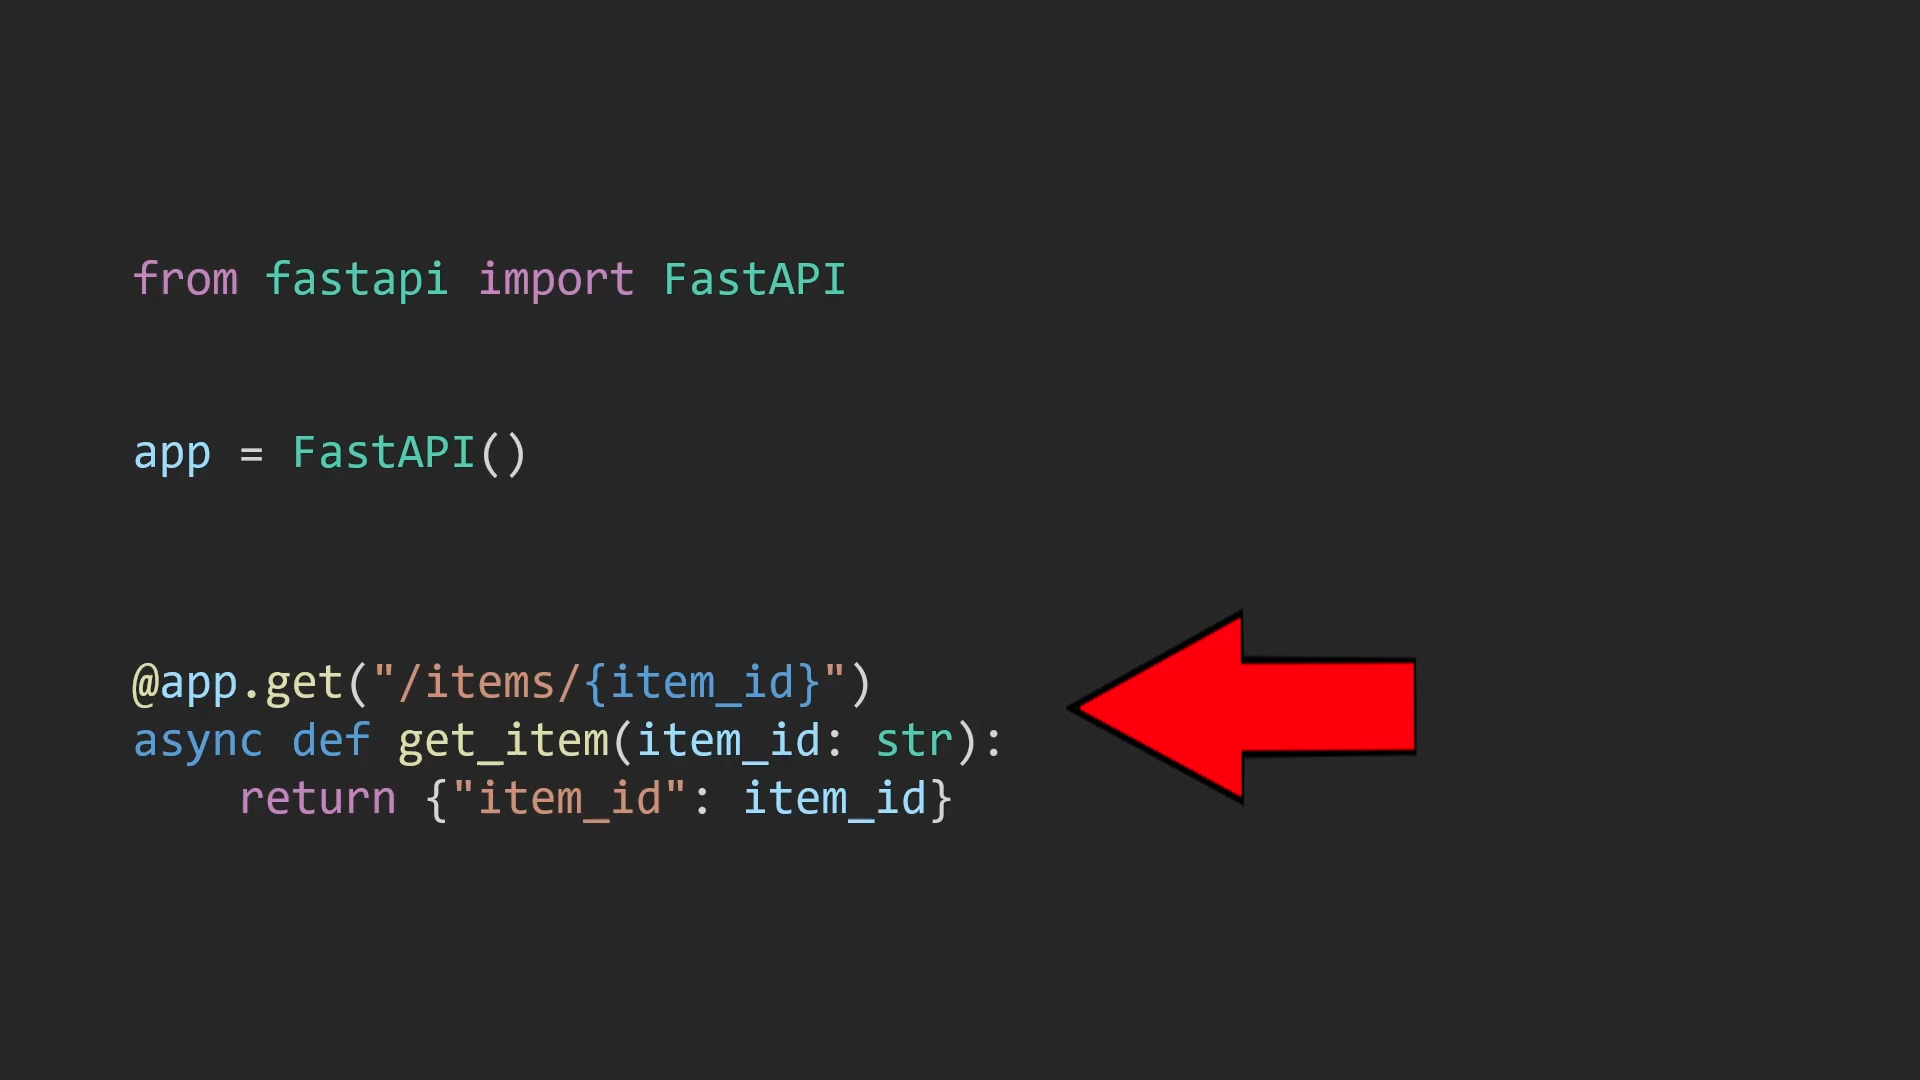 from fastapi import FastAPI
app = FastAPI()
@app.get("/items/{item_id}")
async def get_item(item_id: str):
    return {"item_id": item_id}